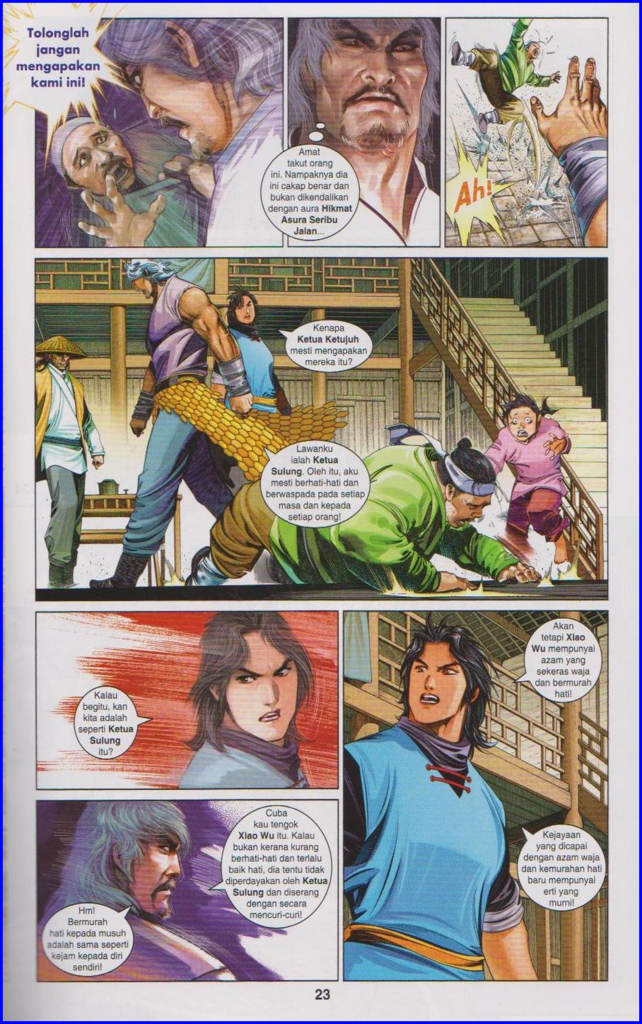 Tolonglah
jangan
mengapakan
kami ini!
Amat
takut orang
ini. Nampaknya dia
ini cakap benar dan
bukan dikendalikan
dengan aura Hikmat
Asura Seribu
Jalan...
Ah!
Kenapa
Ketua Ketujuh
mesti mengapakan
mereka itu?
Lawanku
ialah Ketua
Sulung. Oleh itu, aku
mesti berhati-hati dan
berwaspada pada setiap
masa dan kepada
setiap orang!
Kalau
begitu, kan
kita adalah
seperti Ketua
Sulung
itu?
Akan
tetapi Xiao
Wu mempunyai
azam yang
sekeras waja
dan bermurah
hati!
Cuba
kau tengok
Xiao Wu itu. Kalau
bukan kerana kurang
berhati-hati dan terlalu
baik hati, dia tentu tidak
diperdayakan oleh Ketua
Sulung dan diserang
dengan secara
mencuri-curi!
Hm!
Bermurah
hati kepada musuh
adalah sama seperti
kejam kepada diri
sendiri!
Kejayaan
yang dicapai
dengan azam waja
dan kemurahan hati
baru mempunyai
erti yang
murni!
23